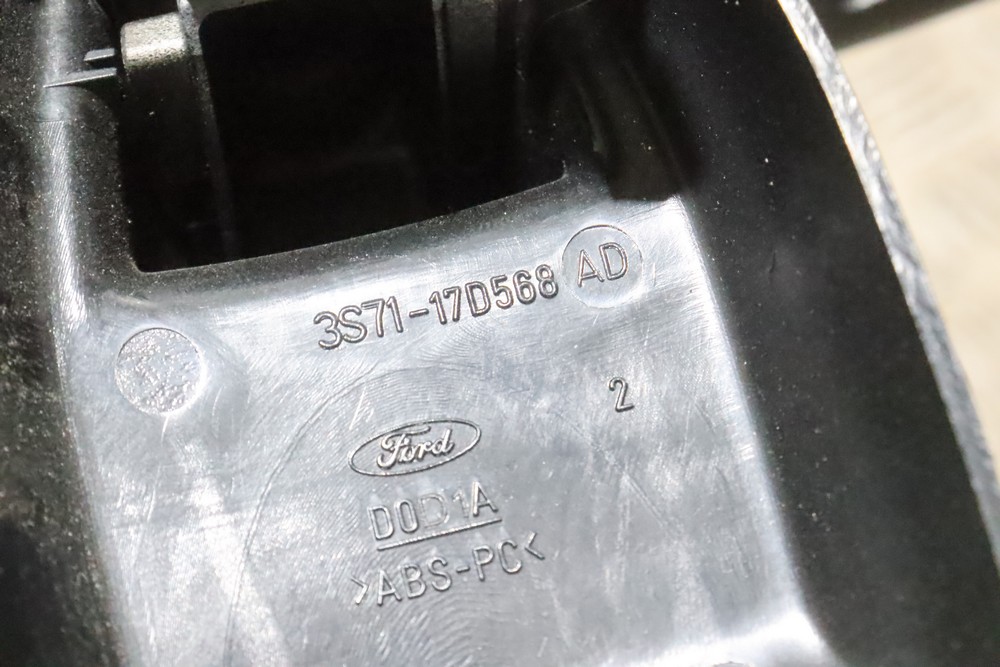 3S71-17D568 AD
2
Ford
D0D1A
>ABS-PC<